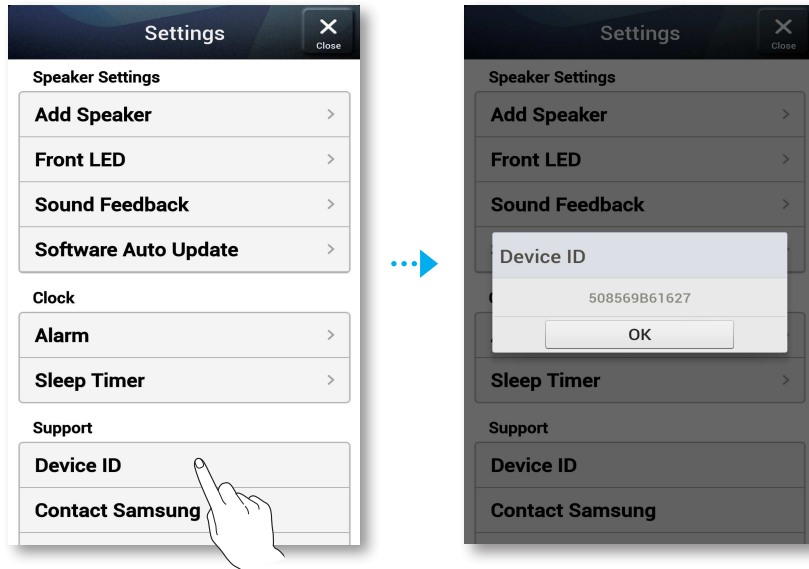 Settings
Close
Speaker Settings
Add Speaker
Front LED
Sound Feedback
Software Auto Update
Clock
Alarm
Sleep Timer
Support
Device ID
Contact Samsung
Settings
Close
Speaker Settings
Add Speaker
Front LED
Sound Feedback
Device ID
508569B61627
OK
Sleep Timer
Support
Device ID
Contact Samsung